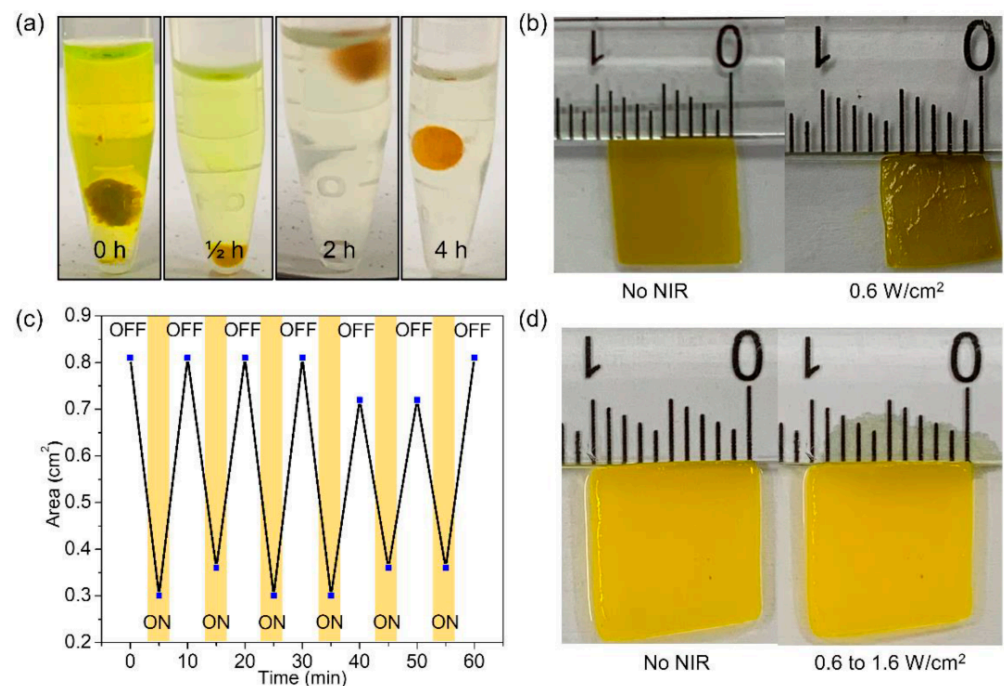 (a)
0 h
½ h
2 h
4 h
(b)
1 0
1 0
No NIR
0.6 W/cm²
(c)
0.9
0.8
0.7
0.6
0.5
0.4
0.3
0.2
Area (cm²)
OFF OFF OFF OFF OFF OFF OFF
ON ON ON ON ON ON
0 10 20 30 40 50 60
Time (min)
(d)
1 0
1 0
No NIR
0.6 to 1.6 W/cm²